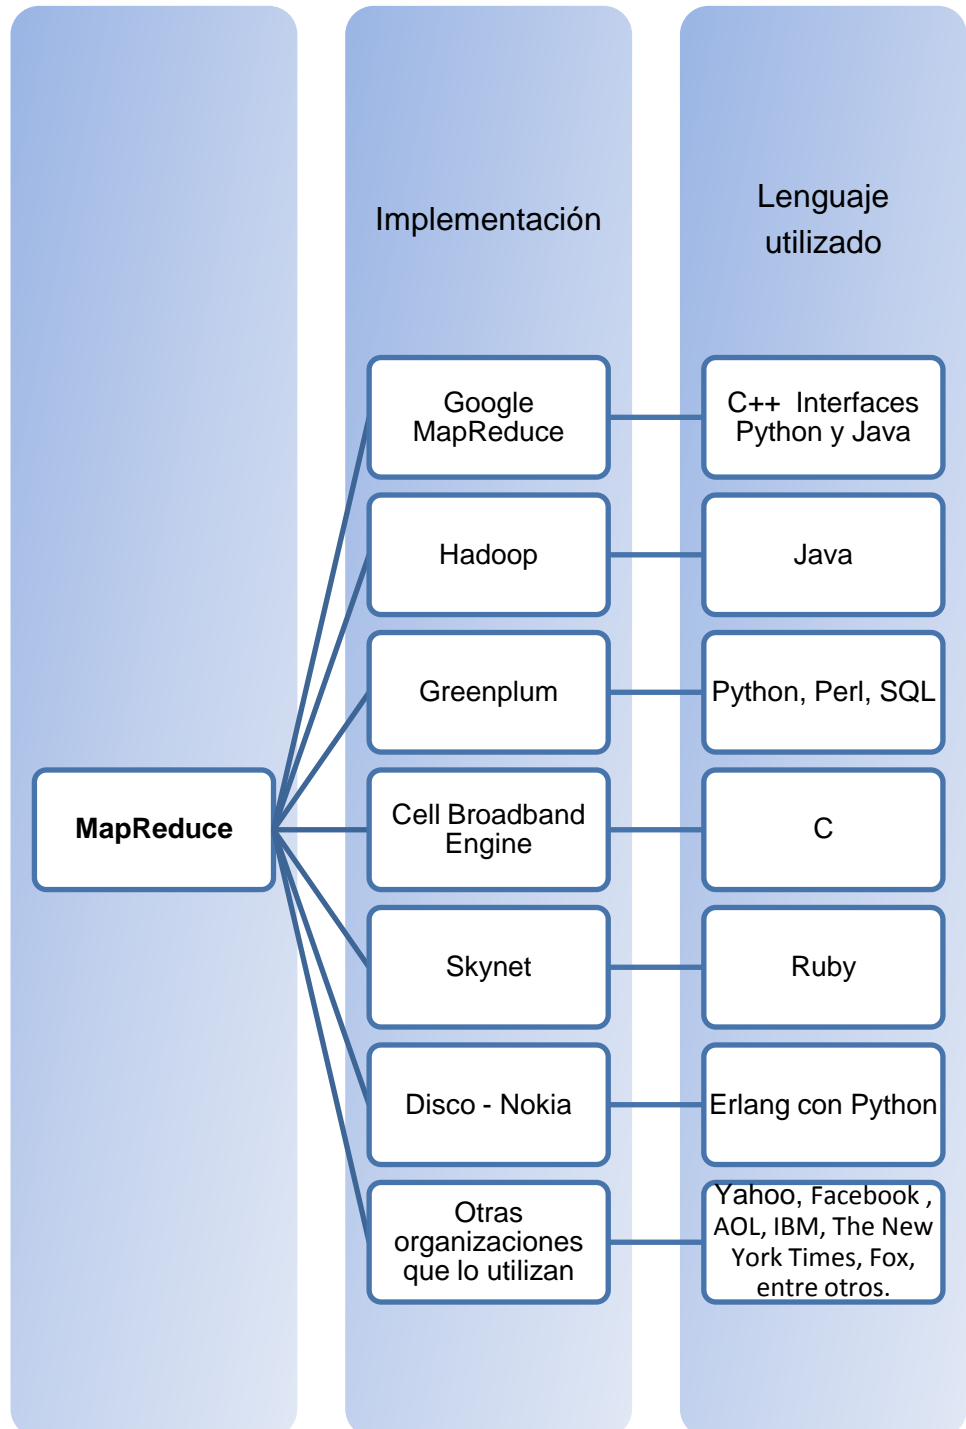 Implementación
Lenguaje
utilizado
MapReduce
Google
MapReduce
C++  Interfaces
Python y Java
Hadoop
Java
Greenplum
Python, Perl, SQL
Cell Broadband
Engine
C
Skynet
Ruby
Disco - Nokia
Erlang con Python
Otras
organizaciones
que lo utilizan
Yahoo, Facebook ,
AOL, IBM, The New
York Times, Fox,
entre otros.